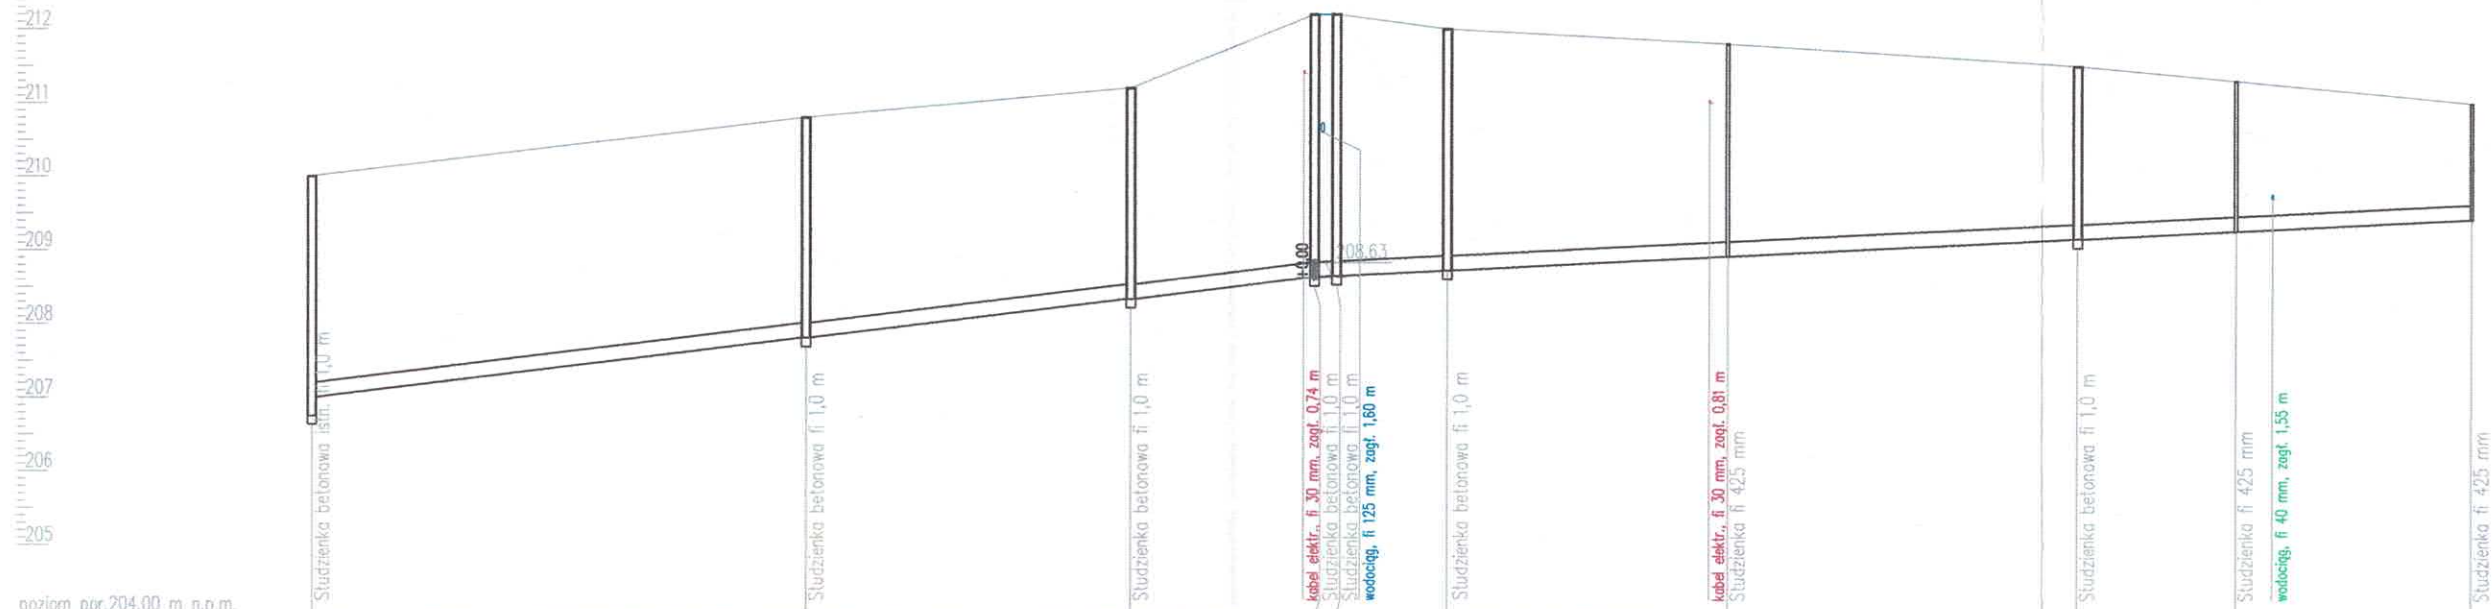 212
211
210
209
208
207
206
205
poziom por.204,00 m n.p.m.
Studzienka betonowa istn. fi 1,0 m
Studzienka betonowa fi 1,0 m
Studzienka betonowa fi 1,0 m
±0,00
208,63
kabel elektr., fi 30 mm, zagł. 0,74 m
Studzienka betonowa fi 1,0 m
Studzienka betonowa fi 1,0 m
wodociąg, fi 125 mm, zagł. 1,60 m
Studzienka betonowa fi 1,0 m
kabel elektr., fi 30 mm, zagł. 0,81 m
Studzienka fi 425 mm
Studzienka betonowa fi 1,0 m
Studzienka fi 425 mm
wodociąg, fi 40 mm, zagł. 1,55 m
Studzienka fi 425 mm